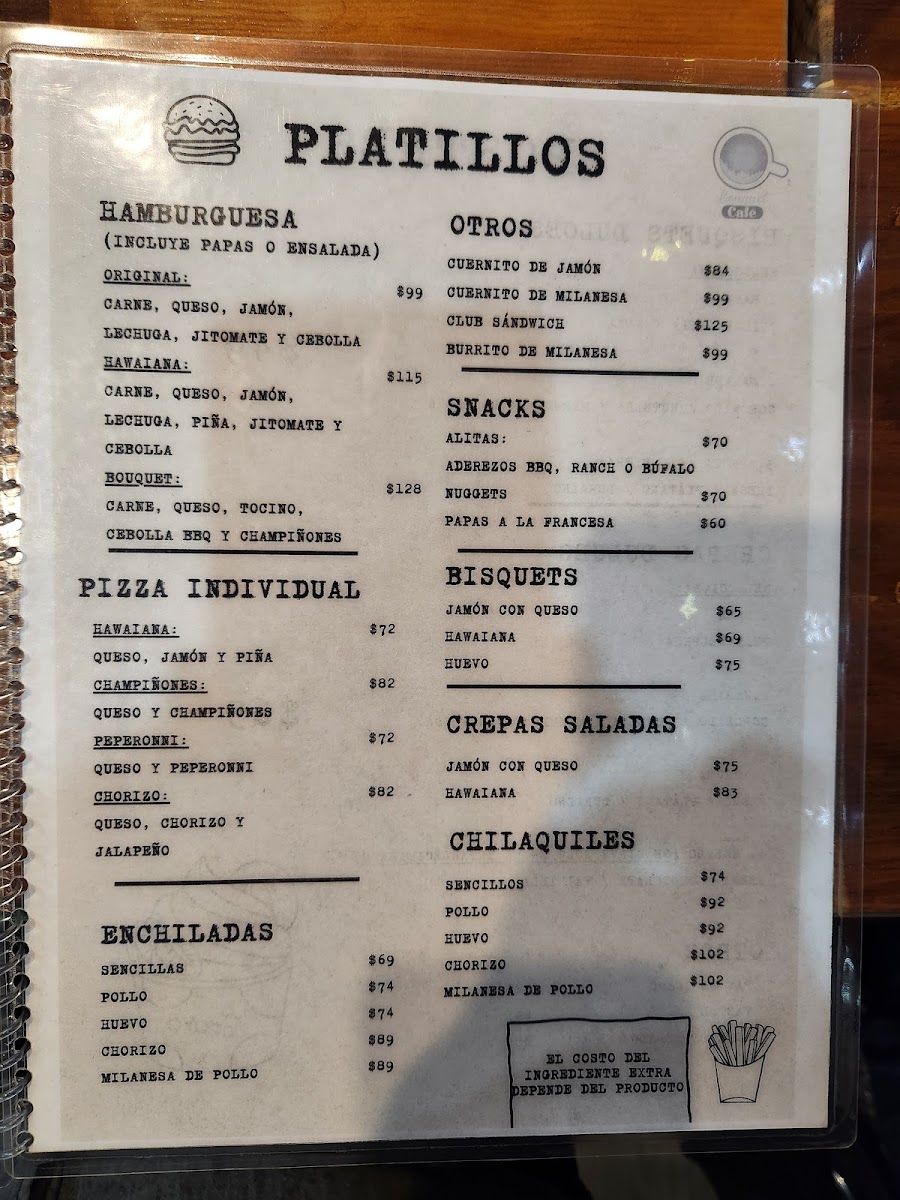 PLATILLOS
Café
HAMBURGUESA
(INCLUYE PAPAS O ENSALADA)
ORIGINAL: $99
CARNE, QUESO, JAMÓN,
LECHUGA, JITOMATE Y CEBOLLA
HAWAIANA: $115
CARNE, QUESO, JAMÓN,
LECHUGA, PIÑA, JITOMATE Y
CEBOLLA
BOUQUET: $128
CARNE, QUESO, TOCINO,
CEBOLLA BBQ Y CHAMPIÑONES
PIZZA INDIVIDUAL
HAWAIANA: $72
QUESO, JAMÓN Y PIÑA
CHAMPIÑONES: $82
QUESO Y CHAMPIÑONES
PEPERONNI: $72
QUESO Y PEPERONNI
CHORIZO: $82
QUESO, CHORIZO Y
JALAPEÑO
ENCHILADAS
SENCILLAS $69
POLLO $74
HUEVO $74
CHORIZO $89
MILANESA DE POLLO $89
OTROS
CUERNITO DE JAMÓN $84
CUERNITO DE MILANESA $99
CLUB SÁNDWICH $125
BURRITO DE MILANESA $99
SNACKS
ALITAS: $70
ADEREZOS BBQ, RANCH O BÚFALO
NUGGETS $70
PAPAS A LA FRANCESA $60
BISQUETS
JAMÓN CON QUESO $65
HAWAIANA $69
HUEVO $75
CREPAS SALADAS
JAMÓN CON QUESO $75
HAWAIANA $83
CHILAQUILES
SENCILLOS $74
POLLO $92
HUEVO $92
CHORIZO $102
MILANESA DE POLLO $102
EL COSTO DEL
INGREDIENTE EXTRA
DEPENDE DEL PRODUCTO